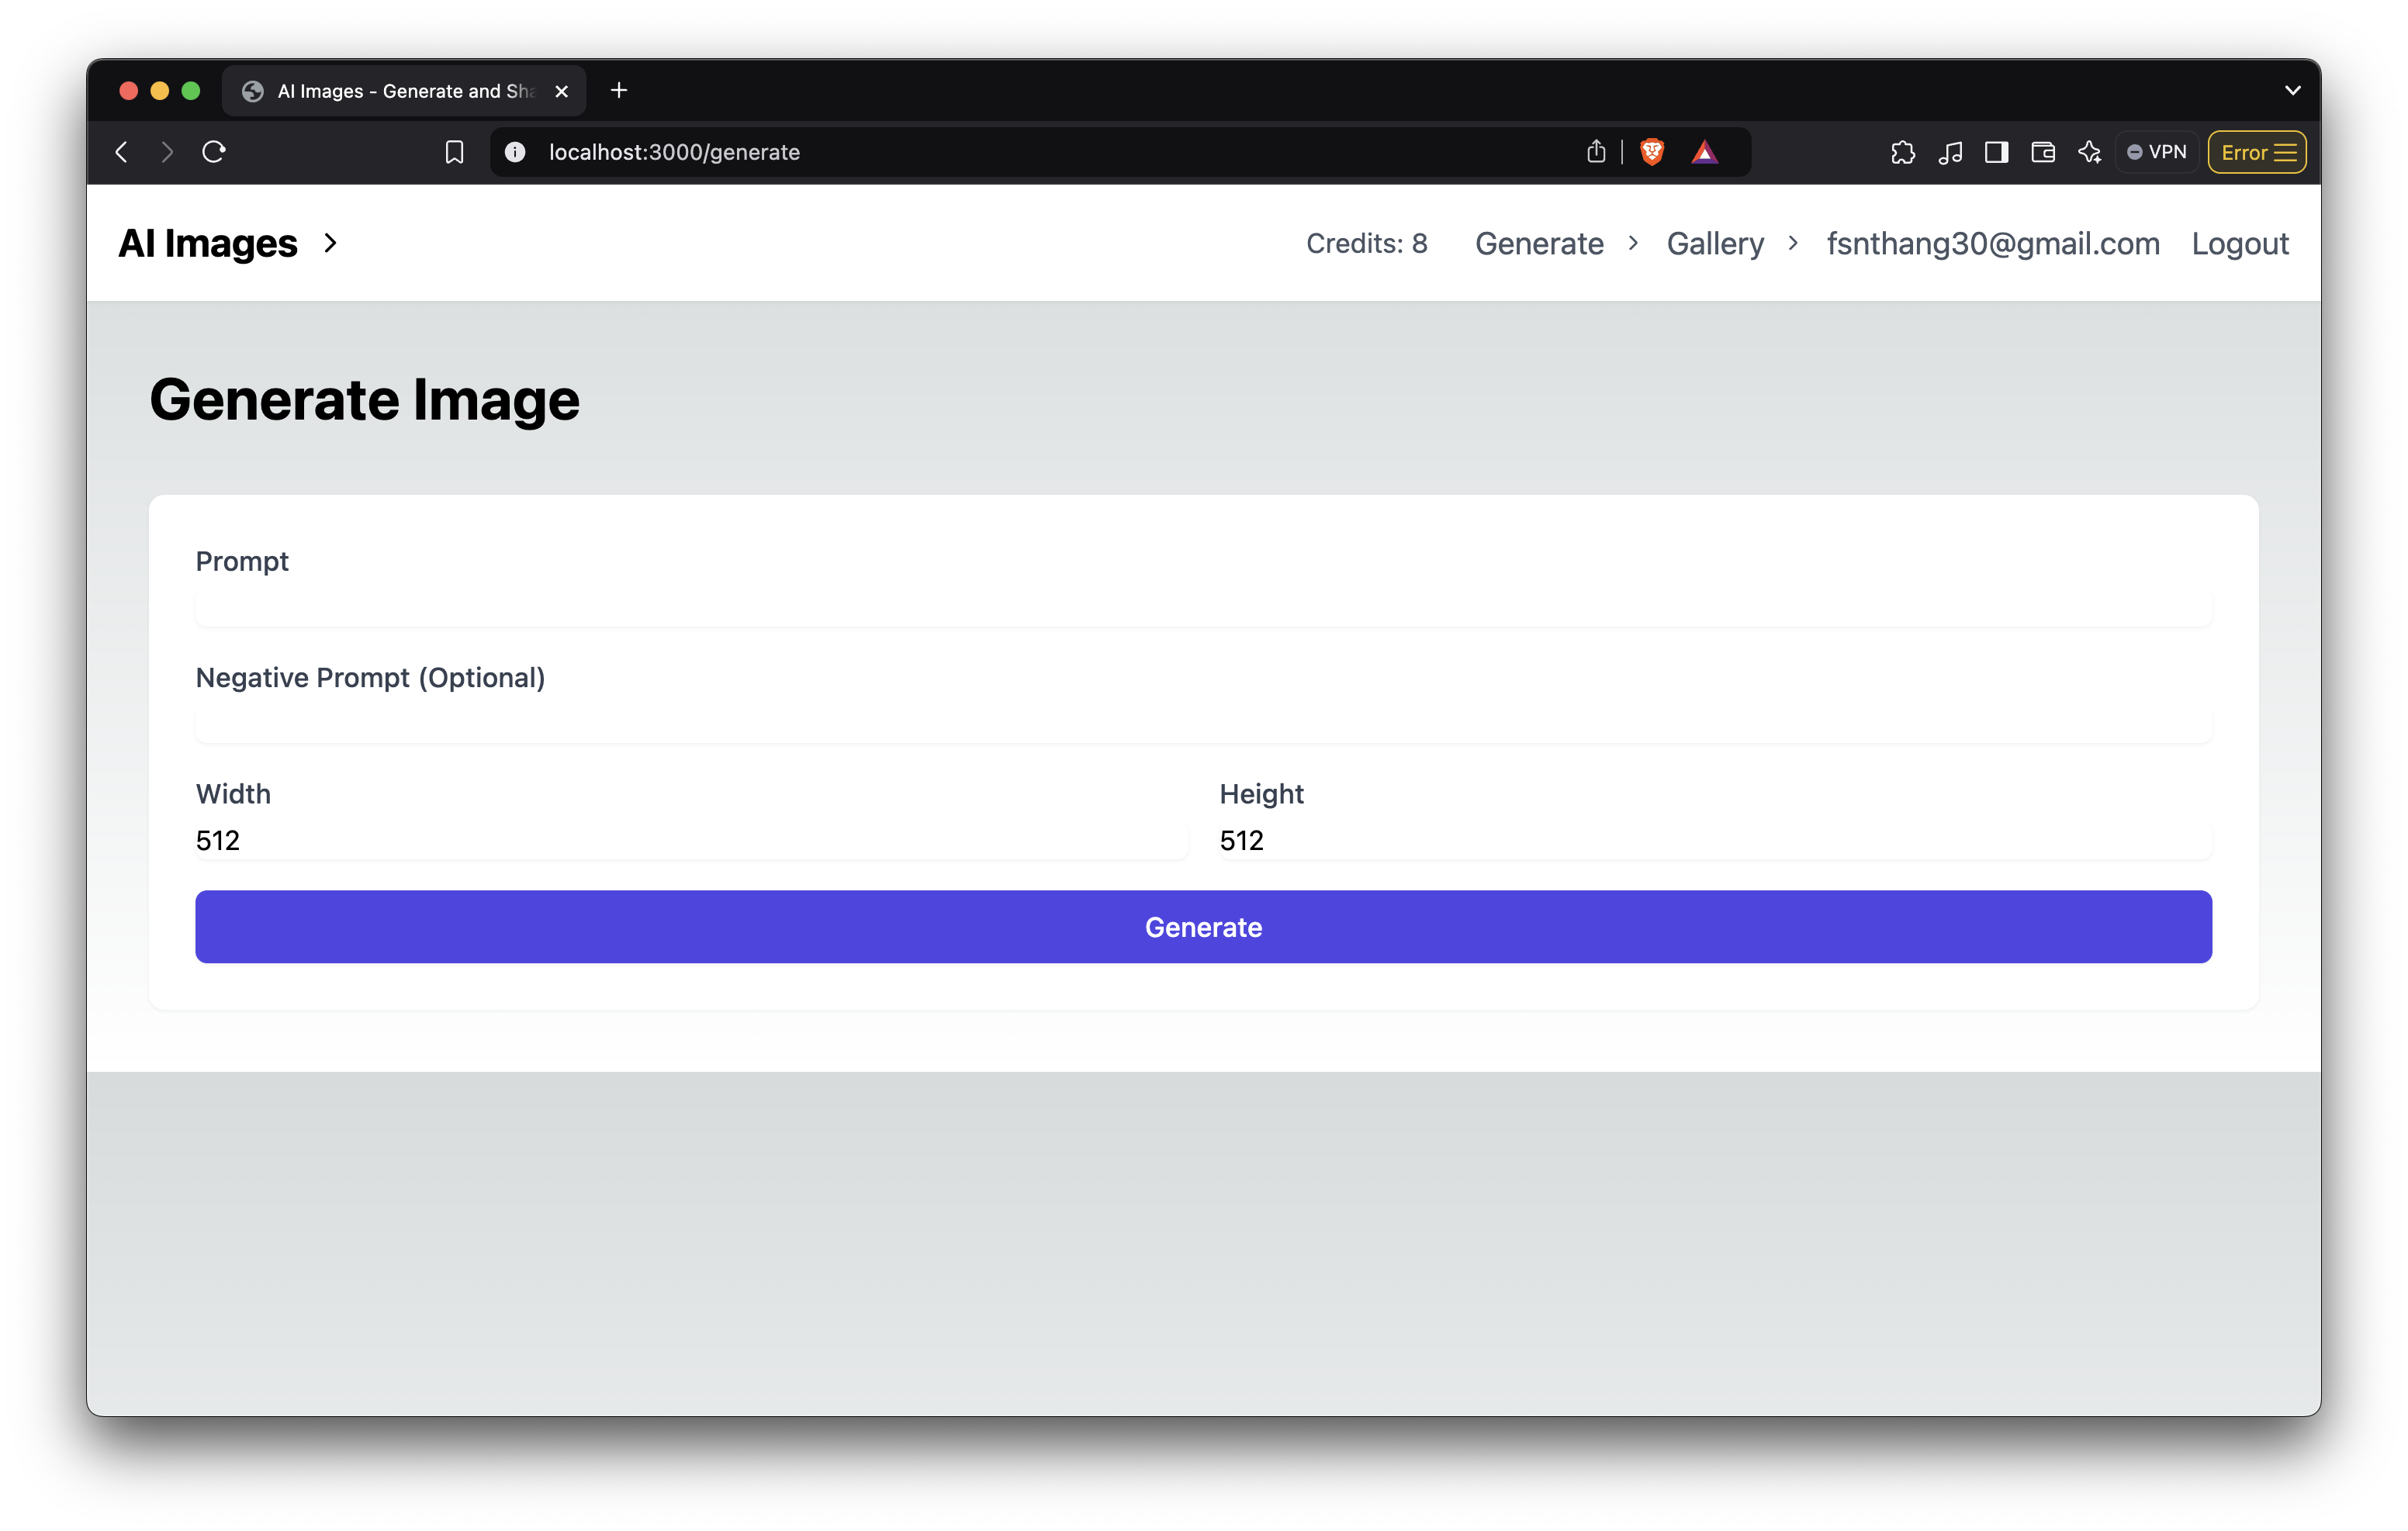 AI Images - Generate and Sha
localhost:3000/generate
VPN
Error
AI Images
Credits: 8
Generate
Gallery
fsnthang30@gmail.com
Logout
Generate Image
Prompt
Negative Prompt (Optional)
Width
Height
512
512
Generate